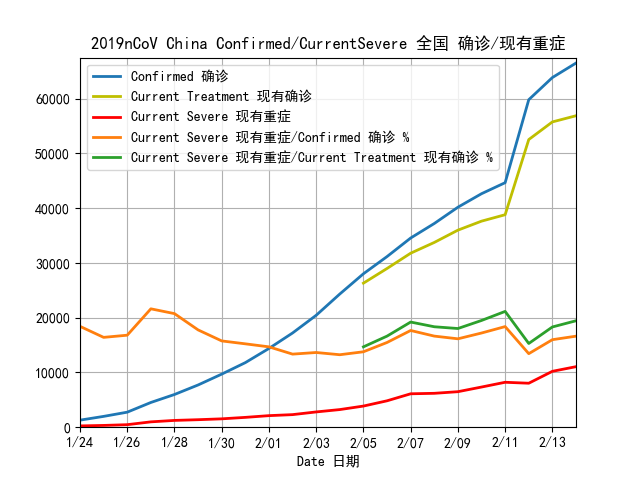 2019nCoV China Confirmed/CurrentSevere 全国 确诊/现有重症
Confirmed 确诊
Current Treatment 现有确诊
Current Severe 现有重症
Current Severe 现有重症/Confirmed 确诊 %
Current Severe 现有重症/Current Treatment 现有确诊 %
60000
50000
40000
30000
20000
10000
0
1/24 1/26 1/28 1/30 2/01 2/03 2/05 2/07 2/09 2/11 2/13
Date 日期